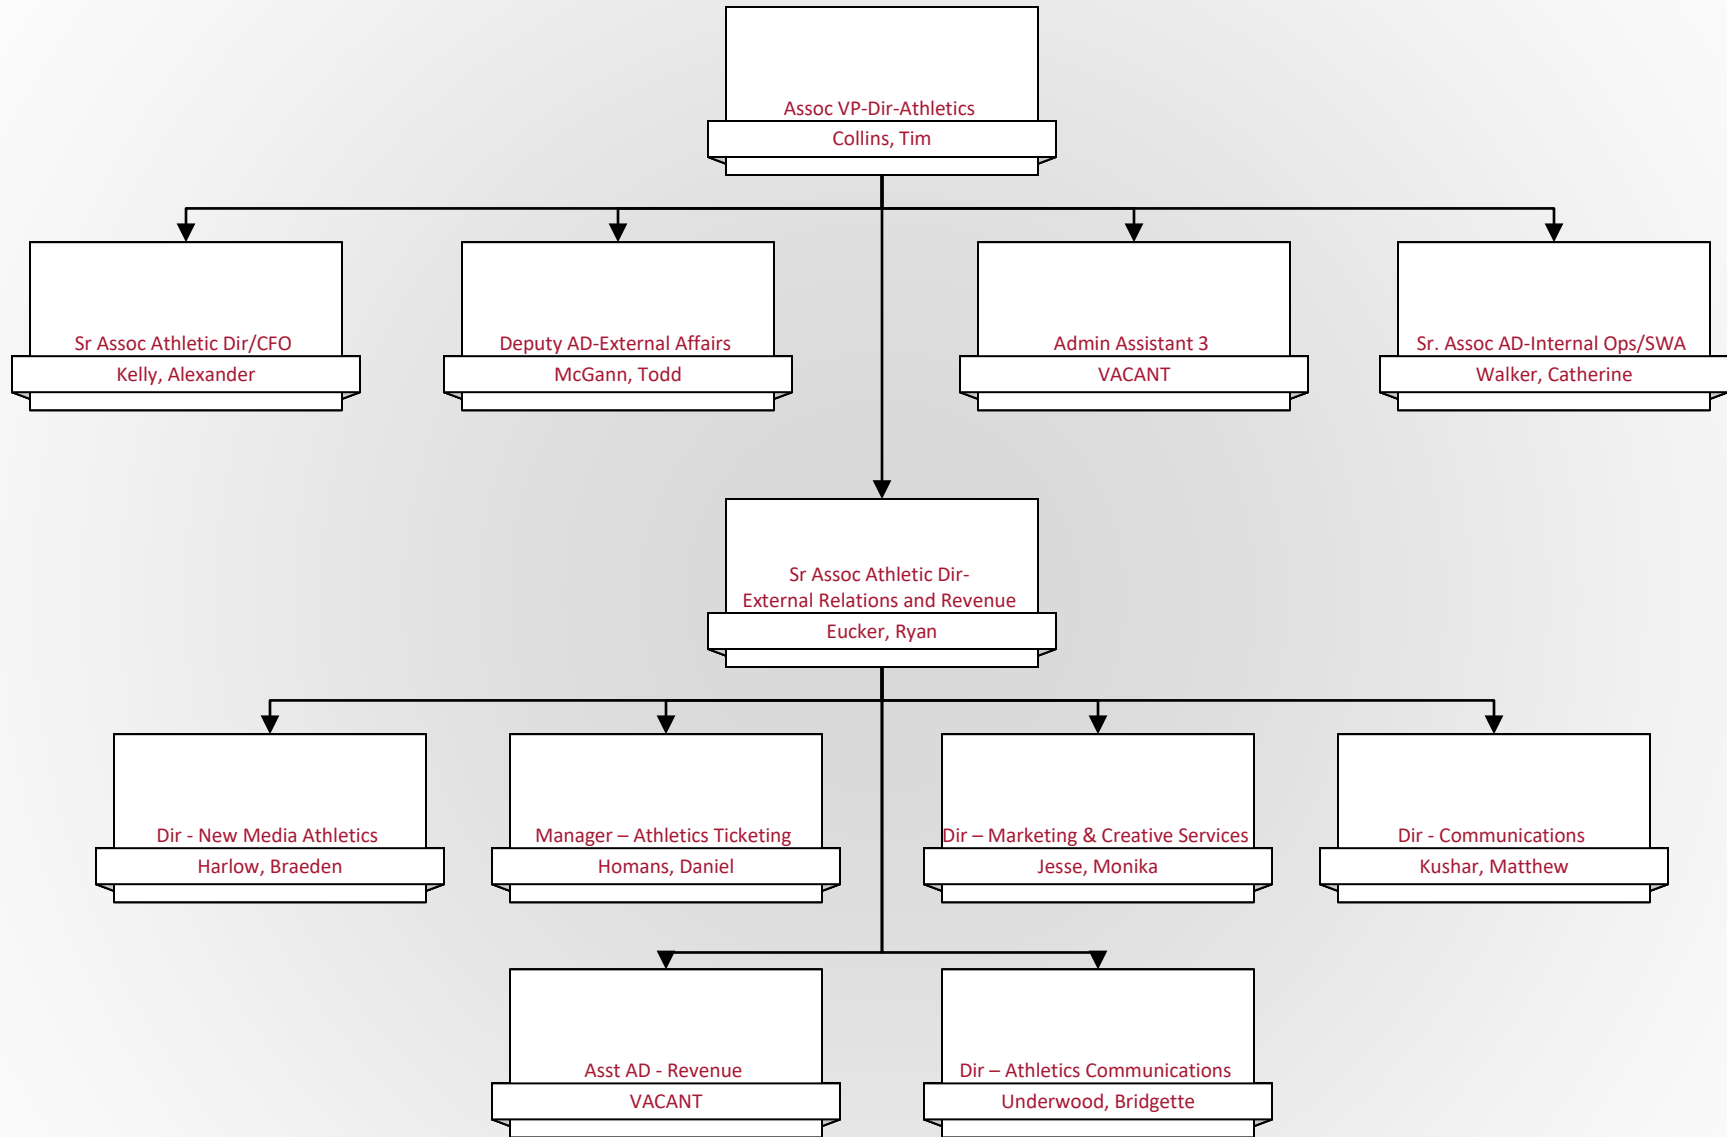 Assoc VP-Dir-Athletics
Collins, Tim
Sr Assoc Athletic Dir/CFO
Kelly, Alexander
Deputy AD-External Affairs
McGann, Todd
Admin Assistant 3
VACANT
Sr. Assoc AD-Internal Ops/SWA
Walker, Catherine
Sr Assoc Athletic Dir-
External Relations and Revenue
Eucker, Ryan
Dir - New Media Athletics
Harlow, Braeden
Manager – Athletics Ticketing
Homans, Daniel
Dir – Marketing & Creative Services
Jesse, Monika
Dir - Communications
Kushar, Matthew
Asst AD - Revenue
VACANT
Dir – Athletics Communications
Underwood, Bridgette